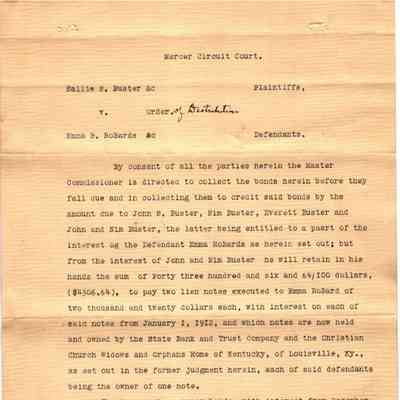 Mercer Circuit Court.
Sallie S. Buster &c Plaintiffs,
v. Order of Distribution
Emma B. RoBards &c Defendants.
By consent of all the parties herein the Master
Commissioner is directed to collect the bonds herein before they
fall due and in collecting them to credit said bonds by the
amount due to John S. Buster, Nim Buster, Everett Buster and
John and Nim Buster, the latter being entitled to a paert of the
interest og the Defendant Emma RoBards as herein set out; but
from the interest of John and Nim Buster he will retain in his
hands the sum of Forty three hundred and six and 64/100 dollars,
($4306.64), to pay two lien notes executed to Emma RoBard of
two thousand and twenty dollars each, with interest on each of
said notes from January 1, 1912, and which notes are now held
and owned by the State Bank and Trust Company and the Christian
Church Widows and Orphans Home of Kentucky, of Louisville, Ky.,
as set out in the former judgment herein, each of said defendants
being the owner of one note.